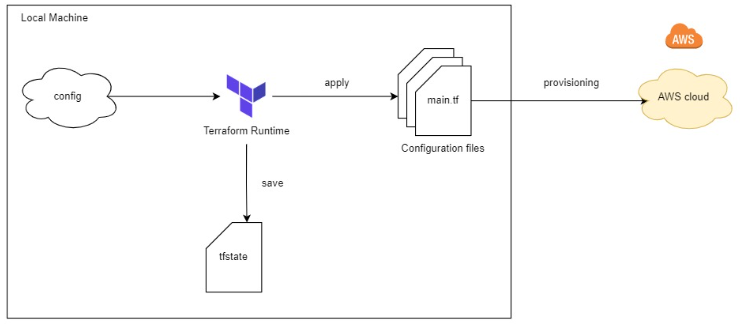 Local Machine
AWS
config
apply
main.tf
provisioning
AWS cloud
Terraform Runtime
Configuration files
save
tfstate